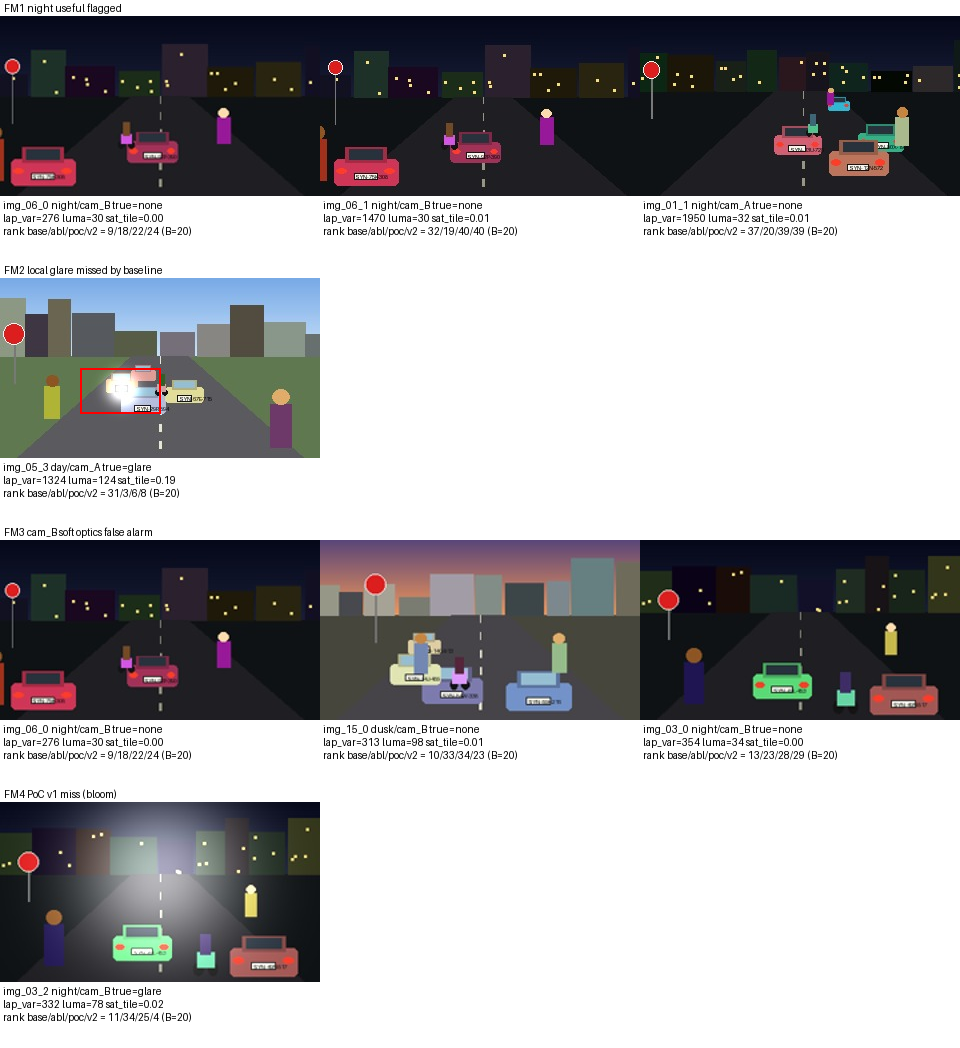 FM1 night useful flagged
img_06_0 night/cam_B true=none
lap_var=276 luma=30 sat_tile=0.00
rank base/abl/poc/v2 = 9/18/22/24 (B=20)
img_06_1 night/cam_B true=none
lap_var=1470 luma=30 sat_tile=0.01
rank base/abl/poc/v2 = 32/19/40/40 (B=20)
img_01_1 night/cam_A true=none
lap_var=1950 luma=32 sat_tile=0.01
rank base/abl/poc/v2 = 37/20/39/39 (B=20)
FM2 local glare missed by baseline
img_05_3 day/cam_A true=glare
lap_var=1324 luma=124 sat_tile=0.19
rank base/abl/poc/v2 = 31/3/6/8 (B=20)
FM3 cam_B soft optics false alarm
img_06_0 night/cam_B true=none
lap_var=276 luma=30 sat_tile=0.00
rank base/abl/poc/v2 = 9/18/22/24 (B=20)
img_15_0 dusk/cam_B true=none
lap_var=313 luma=98 sat_tile=0.01
rank base/abl/poc/v2 = 10/33/34/23 (B=20)
img_03_0 night/cam_B true=none
lap_var=354 luma=34 sat_tile=0.00
rank base/abl/poc/v2 = 13/23/28/29 (B=20)
FM4 PoC v1 miss (bloom)
img_03_2 night/cam_B true=glare
lap_var=332 luma=78 sat_tile=0.02
rank base/abl/poc/v2 = 11/34/25/4 (B=20)